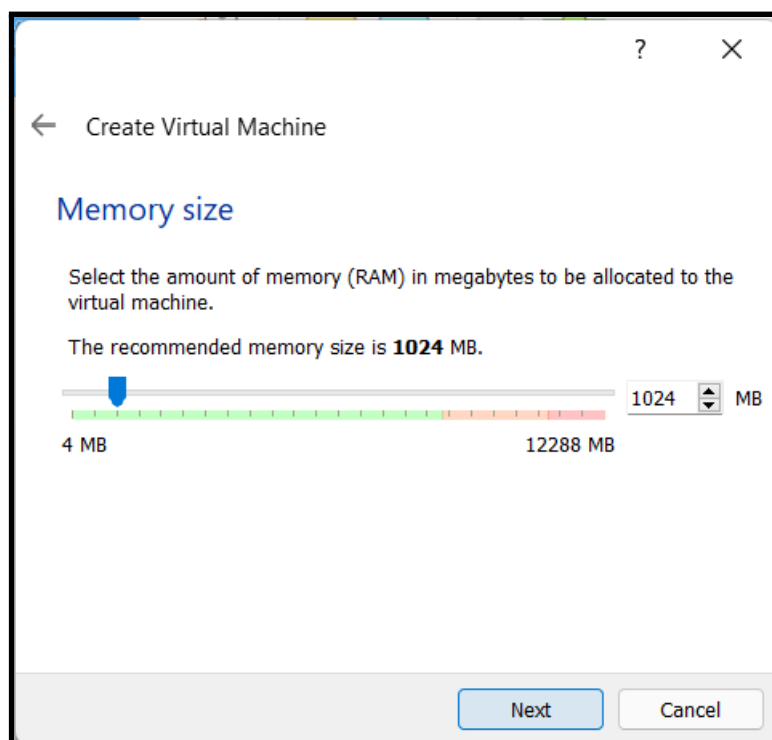 ?
Create Virtual Machine
Memory size
Select the amount of memory (RAM) in megabytes to be allocated to the
virtual machine.
The recommended memory size is 1024 MB.
1024 MB
4 MB 12288 MB
Next Cancel